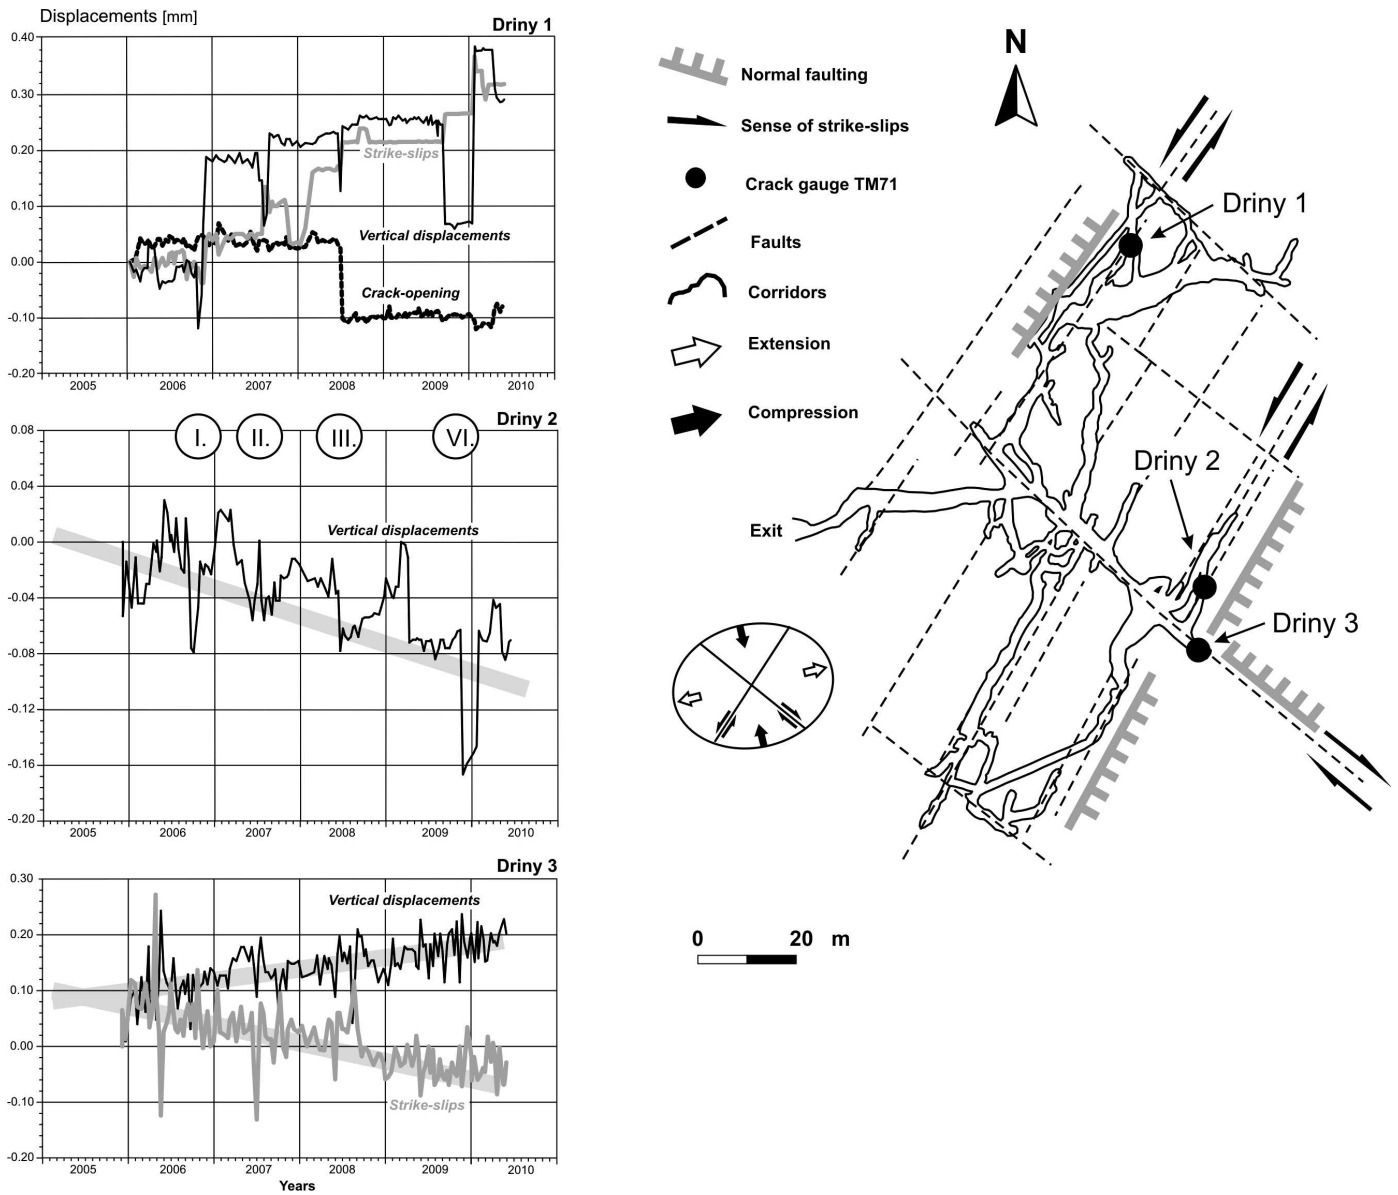 Displacements [mm]
Driny 1
0.40
0.30
0.20
0.10
0.00
-0.10
-0.20
Strike-slips
Vertical displacements
Crack-opening
2005 2006 2007 2008 2009 2010
Driny 2
I. II. III. VI.
0.08
0.04
0.00
-0.04
-0.08
-0.12
-0.16
-0.20
Vertical displacements
2005 2006 2007 2008 2009 2010
Driny 3
0.30
0.20
0.10
0.00
-0.10
-0.20
Vertical displacements
Strike-slips
2005 2006 2007 2008 2009 2010
Years
Normal faulting
Sense of strike-slips
Crack gauge TM71
Faults
Corridors
Extension
Compression
N
Driny 1
Driny 2
Exit
Driny 3
0 20 m